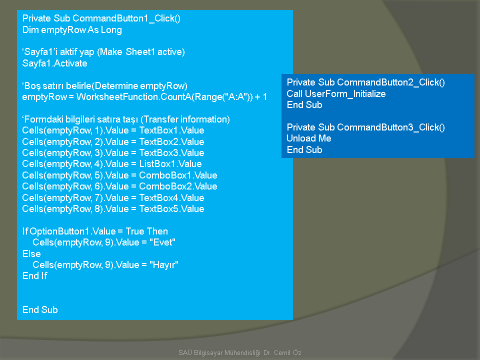 Private Sub CommandButton1_Click()
Dim emptyRow As Long
'Sayfa1'i aktif yap (Make Sheet1 active)
Sayfa1.Activate
'Boş satırı belirle(Determine emptyRow)
emptyRow = WorksheetFunction.CountA(Range("A:A")) + 1
'Formdaki bilgileri satıra taşı (Transfer information)
Cells(emptyRow, 1).Value = TextBox1.Value
Cells(emptyRow, 2).Value = TextBox2.Value
Cells(emptyRow, 3).Value = TextBox3.Value
Cells(emptyRow, 4).Value = ListBox1.Value
Cells(emptyRow, 5).Value = ComboBox1.Value
Cells(emptyRow, 6).Value = ComboBox2.Value
Cells(emptyRow, 7).Value = TextBox4.Value
Cells(emptyRow, 8).Value = TextBox5.Value
If OptionButton1.Value = True Then
Cells(emptyRow, 9).Value = "Evet"
Else
Cells(emptyRow, 9).Value = "Hayır"
End If
End Sub
Private Sub CommandButton2_Click()
Call UserForm_Initialize
End Sub
Private Sub CommandButton3_Click()
Unload Me
End Sub
SAÜ Bilgisayar Mühendisliği Dr. Cemil Öz